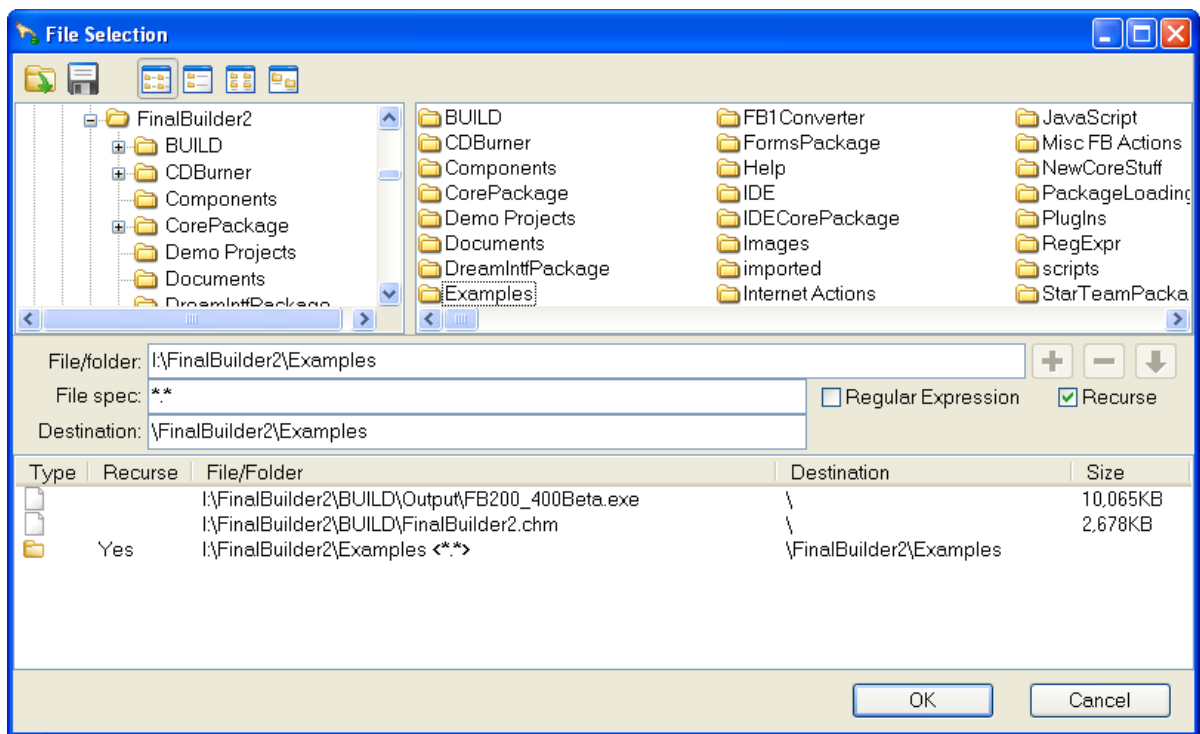 File Selection
FinalBuilder2
BUILD
CDBurner
Components
CorePackage
Demo Projects
Documents
DreamIntfPackage
BUILD
CDBurner
Components
CorePackage
Demo Projects
Documents
DreamIntfPackage
Examples
FB1Converter
FormsPackage
Help
IDE
IDECorePackage
Images
imported
Internet Actions
JavaScript
Misc FB Actions
NewCoreStuff
PackageLoading
PlugIns
RegExpr
scripts
StarTeamPacka
File/folder: I:\FinalBuilder2\Examples
File spec: *.* Regular Expression Recurse
Destination: \FinalBuilder2\Examples
Type Recurse File/Folder Destination Size
I:\FinalBuilder2\BUILD\Output\FB200_400Beta.exe \ 10,065KB
I:\FinalBuilder2\BUILD\FinalBuilder2.chm \ 2,678KB
Yes I:\FinalBuilder2\Examples <*.*> \FinalBuilder2\Examples
OK Cancel